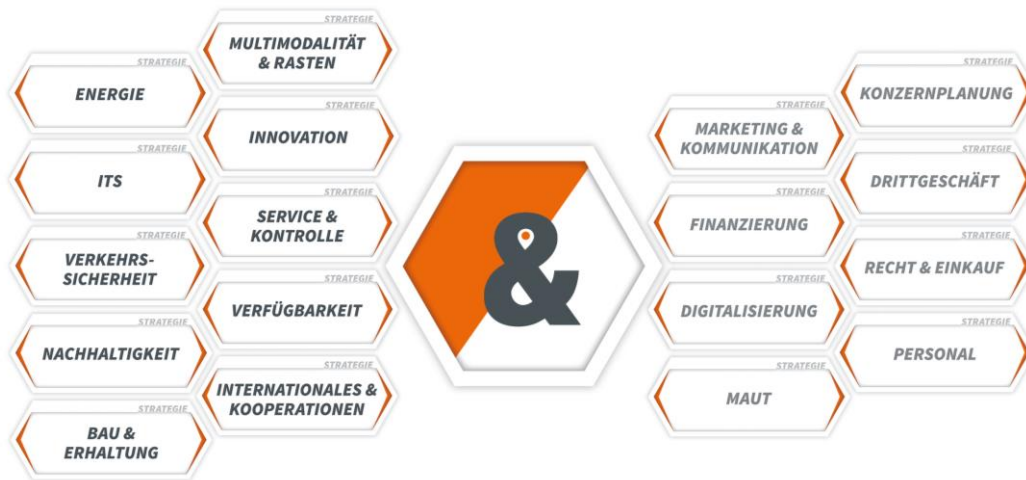 STRATEGIE
ENERGIE
STRATEGIE
ITS
STRATEGIE
VERKEHRS-
SICHERHEIT
STRATEGIE
NACHHALTIGKEIT
STRATEGIE
BAU &
ERHALTUNG
STRATEGIE
MULTIMODALITÄT
& RASTEN
STRATEGIE
INNOVATION
STRATEGIE
SERVICE &
KONTROLLE
STRATEGIE
VERFÜGBARKEIT
STRATEGIE
INTERNATIONALES &
KOOPERATIONEN
&
STRATEGIE
MARKETING &
KOMMUNIKATION
STRATEGIE
FINANZIERUNG
STRATEGIE
DIGITALISIERUNG
STRATEGIE
MAUT
STRATEGIE
KONZERNPLANUNG
STRATEGIE
DRITTGESCHÄFT
STRATEGIE
RECHT & EINKAUF
STRATEGIE
PERSONAL